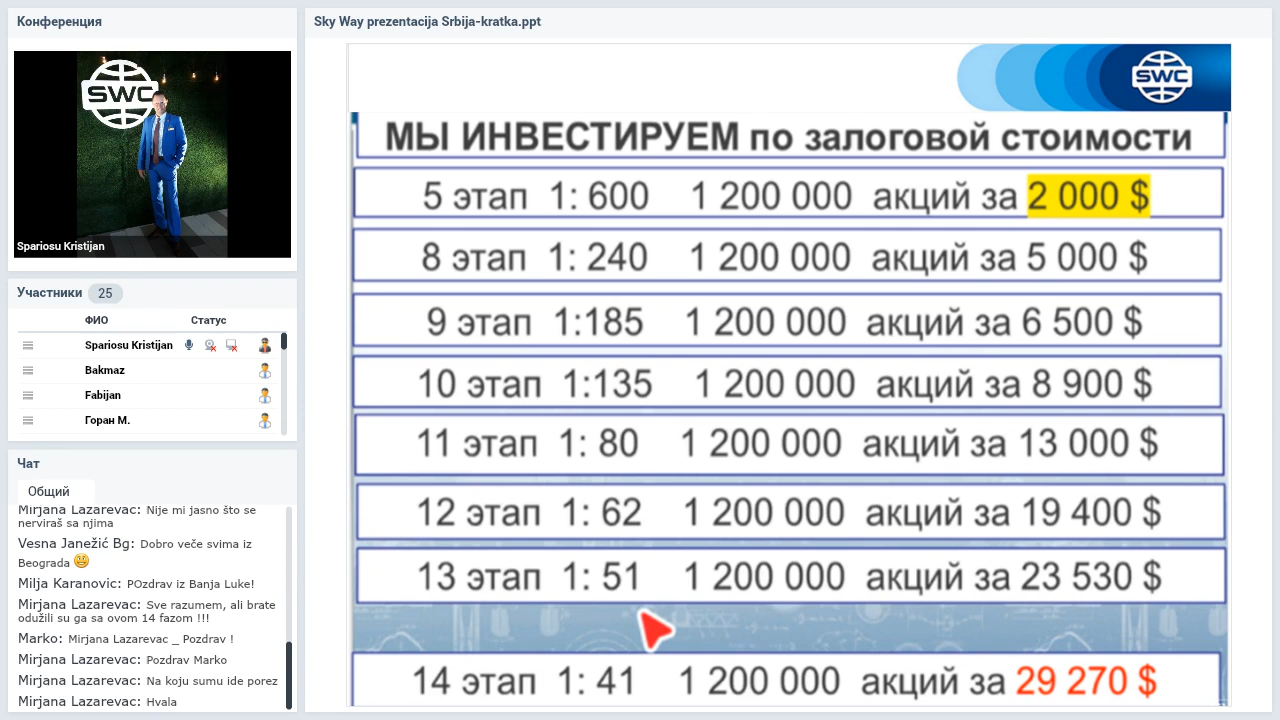 Конференция
SWC
Spariosu Kristijan
Участники 25
ФИО Статус
Spariosu Kristijan
Bakmaz
Fabijan
Горан М.
Чат
Общий
Mirjana Lazarevac: Nije mi jasno što se
nerviraš sa njima
Vesna Janežić Bg: Dobro veče svima iz
Beograda
Milja Karanovic: POzdrav iz Banja Luke!
Mirjana Lazarevac: Sve razumem, ali brate
odužili su ga sa ovom 14 fazom !!!
Marko: Mirjana Lazarevac _ Pozdrav !
Mirjana Lazarevac: Pozdrav Marko
Mirjana Lazarevac: Na koju sumu ide porez
Mirjana Lazarevac: Hvala
Sky Way prezentacija Srbija-kratka.ppt
SWC
МЫ ИНВЕСТИРУЕМ по залоговой стоимости
5 этап 1: 600 1 200 000 акций за 2 000 $
8 этап 1: 240 1 200 000 акций за 5 000 $
9 этап 1:185 1 200 000 акций за 6 500 $
10 этап 1:135 1 200 000 акций за 8 900 $
11 этап 1: 80 1 200 000 акций за 13 000 $
12 этап 1: 62 1 200 000 акций за 19 400 $
13 этап 1: 51 1 200 000 акций за 23 530 $
14 этап 1: 41 1 200 000 акций за 29 270 $